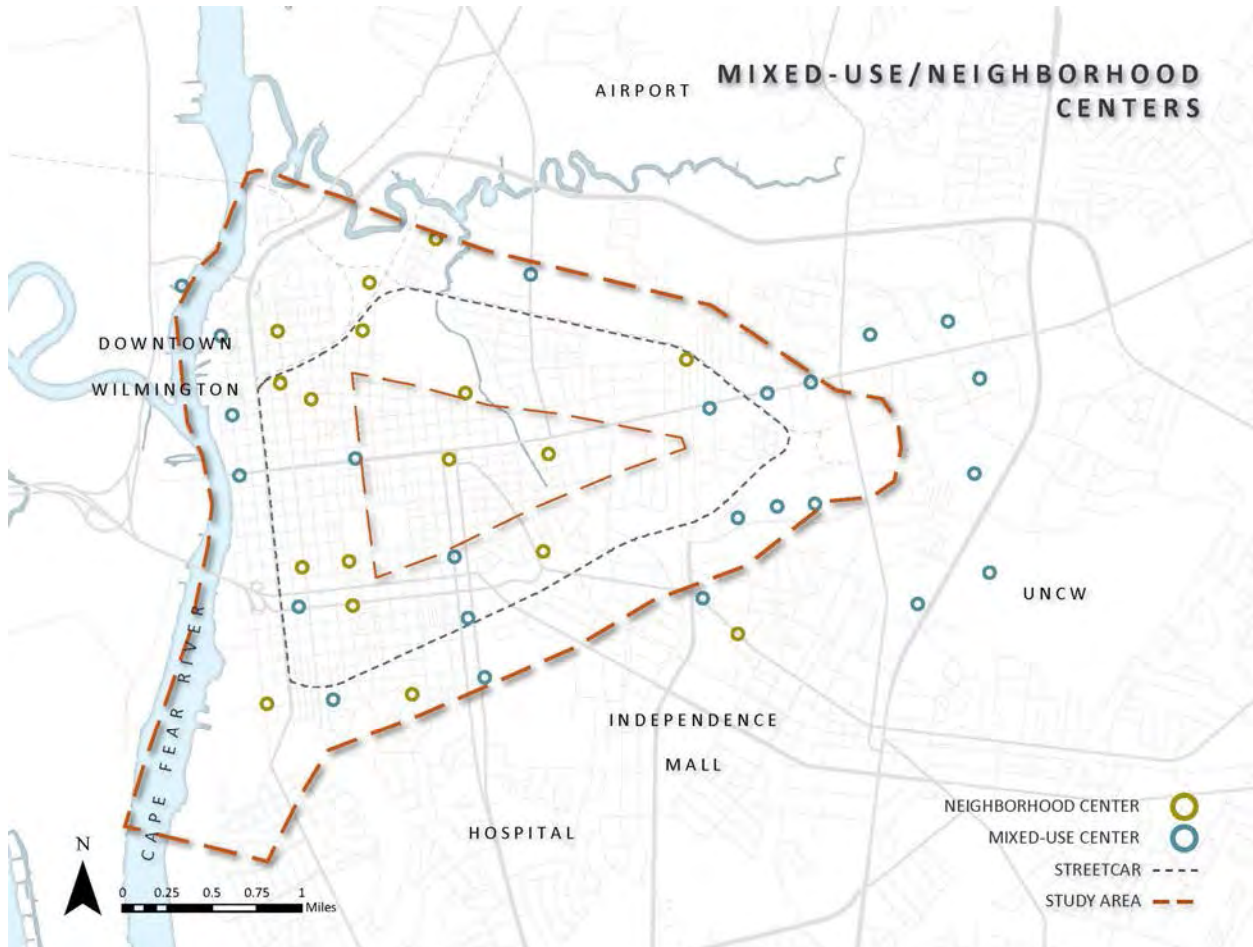 MIXED-USE/NEIGHBORHOOD
CENTERS
AIRPORT
DOWNTOWN
WILMINGTON
CAPE FEAR RIVER
UNCW
INDEPENDENCE
MALL
HOSPITAL
NEIGHBORHOOD CENTER
MIXED-USE CENTER
STREETCAR
STUDY AREA
N
0 0.25 0.5 0.75 1
Miles